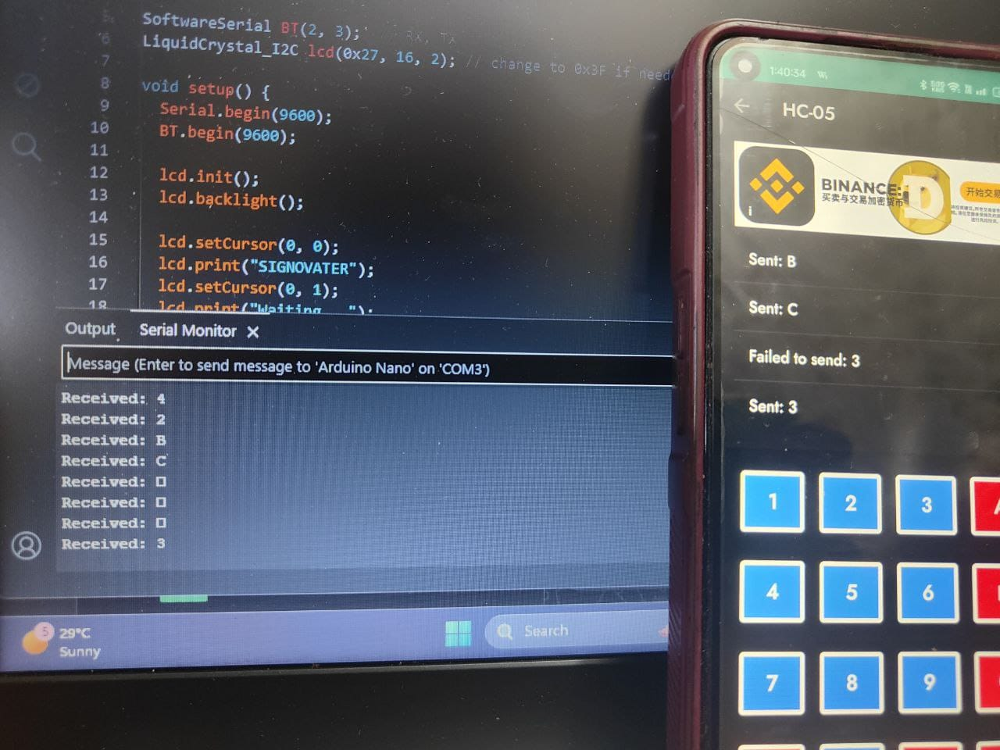 5
SoftwareSerial BT(2, 3); RX, TX
6
LiquidCrystal_I2C lcd(0x27, 16, 2); // change to 0x3F if need
7
8 void setup() {
9 Serial.begin(9600);
10 BT.begin(9600);
11
12 lcd.init();
13 lcd.backlight();
14
15 lcd.setCursor(0, 0);
16 lcd.print("SIGNOVATER");
17 lcd.setCursor(0, 1);
18 lcd.print("Waiting...");
Output Serial Monitor ×
Message (Enter to send message to 'Arduino Nano' on 'COM3')
Received: 4
Received: 2
Received: B
Received: C
Received: □
Received: □
Received: □
Received: 3
5
29°C
Sunny
Search
1:40:34
HC-05
BINANCE:
买卖与交易加密货币
D
开始交易
Sent: B
Sent: C
Failed to send: 3
Sent: 3
1 2 3
4 5 6
7 8 9